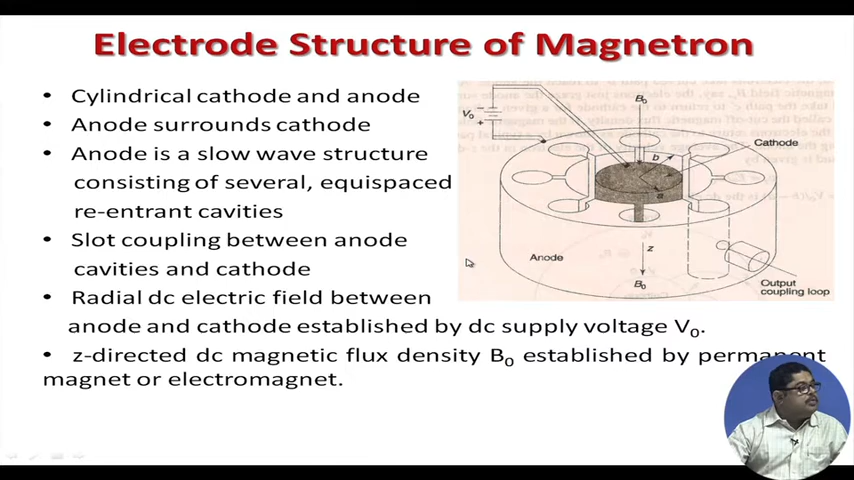 Electrode Structure of Magnetron
• Cylindrical cathode and anode
• Anode surrounds cathode
• Anode is a slow wave structure
consisting of several, equispaced
re-entrant cavities
• Slot coupling between anode
cavities and cathode
• Radial dc electric field between
anode and cathode established by dc supply voltage V₀.
• z-directed dc magnetic flux density B₀ established by permanent
magnet or electromagnet.
B₀
V₀
−
+
Cathode
b
a
z
Anode
B₀
Output
coupling loop